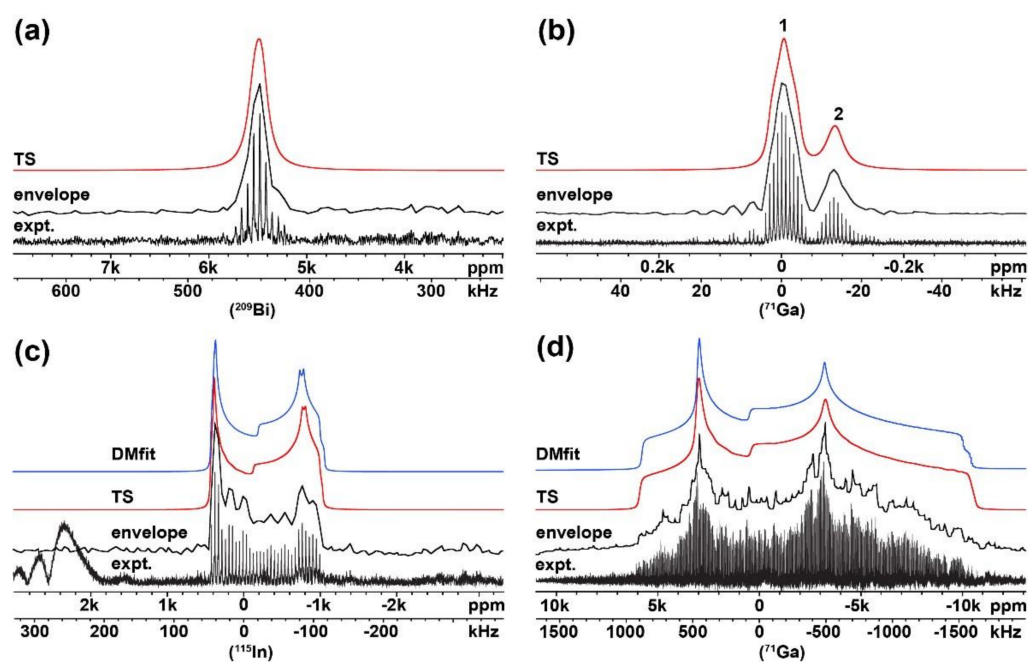 (a)
TS
envelope
expt.
7k 6k 5k 4k ppm
600 500 400 300 kHz
(²⁰⁹Bi)
(b)
1
2
TS
envelope
expt.
0.2k 0 -0.2k ppm
40 20 0 -20 -40 kHz
(⁷¹Ga)
(c)
DMfit
TS
envelope
expt.
2k 1k 0 -1k -2k ppm
300 200 100 0 -100 -200 kHz
(¹¹⁵In)
(d)
DMfit
TS
envelope
expt.
10k 5k 0 -5k -10k ppm
1500 1000 500 0 -500 -1000 -1500 kHz
(⁷¹Ga)